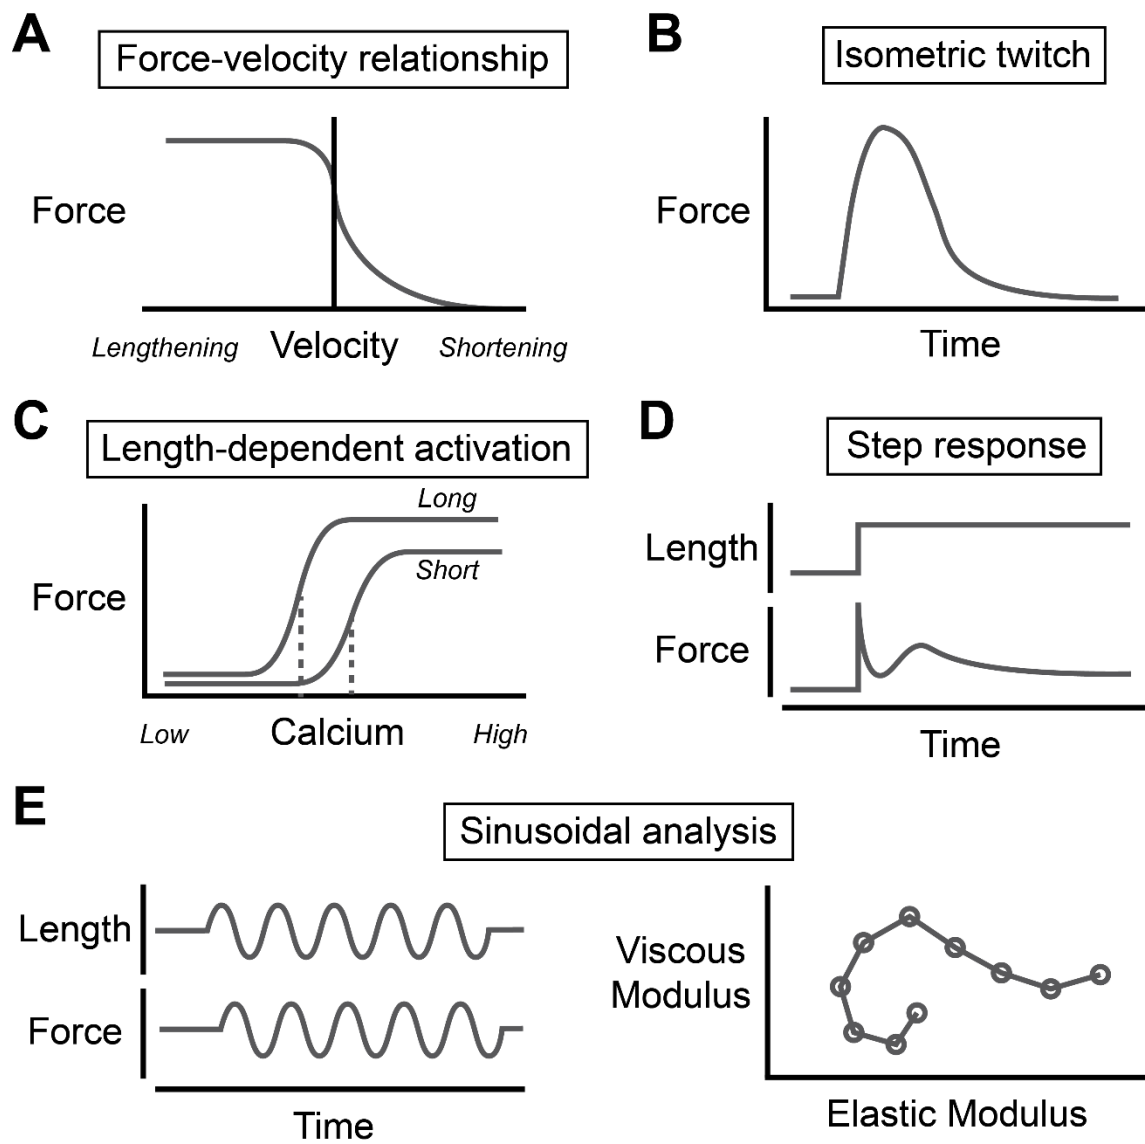 A
Force-velocity relationship
Force
Lengthening
Velocity
Shortening
B
Isometric twitch
Force
Time
C
Length-dependent activation
Long
Short
Force
Low
Calcium
High
D
Step response
Length
Force
Time
E
Sinusoidal analysis
Length
Force
Time
Viscous
Modulus
Elastic Modulus